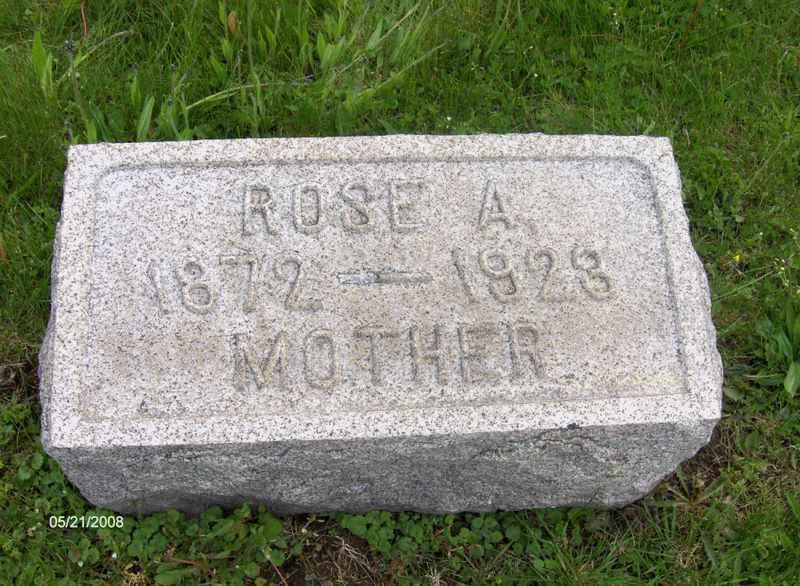 ROSE A.
1872 — 1923
MOTHER
05/21/2008